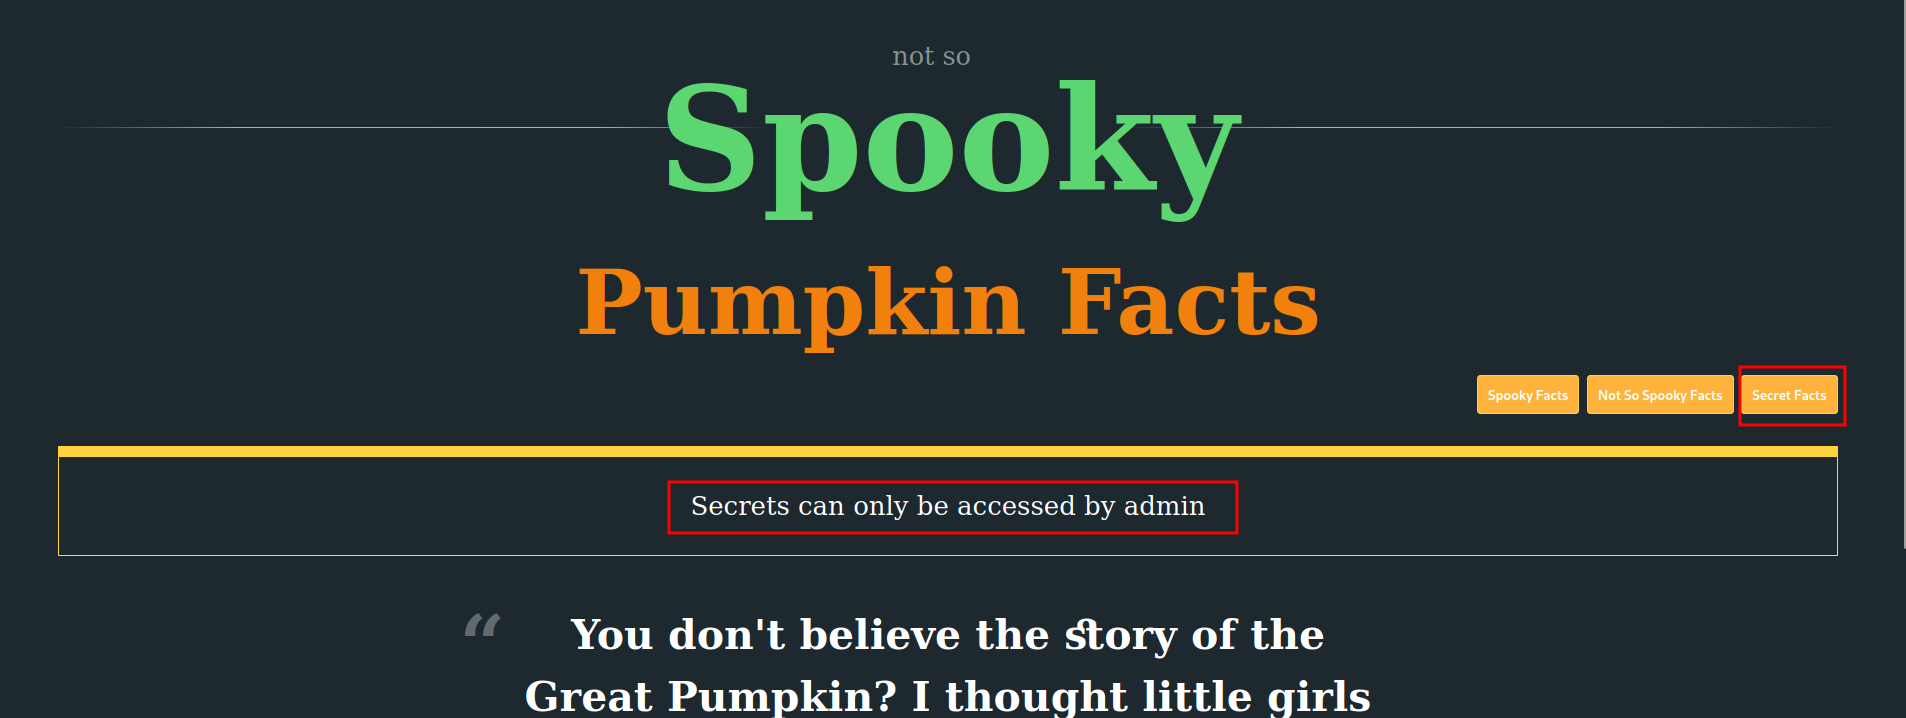 not so
Spooky
Pumpkin Facts
Spooky Facts Not So Spooky Facts Secret Facts
Secrets can only be accessed by admin
“ You don't believe the story of the
Great Pumpkin? I thought little girls